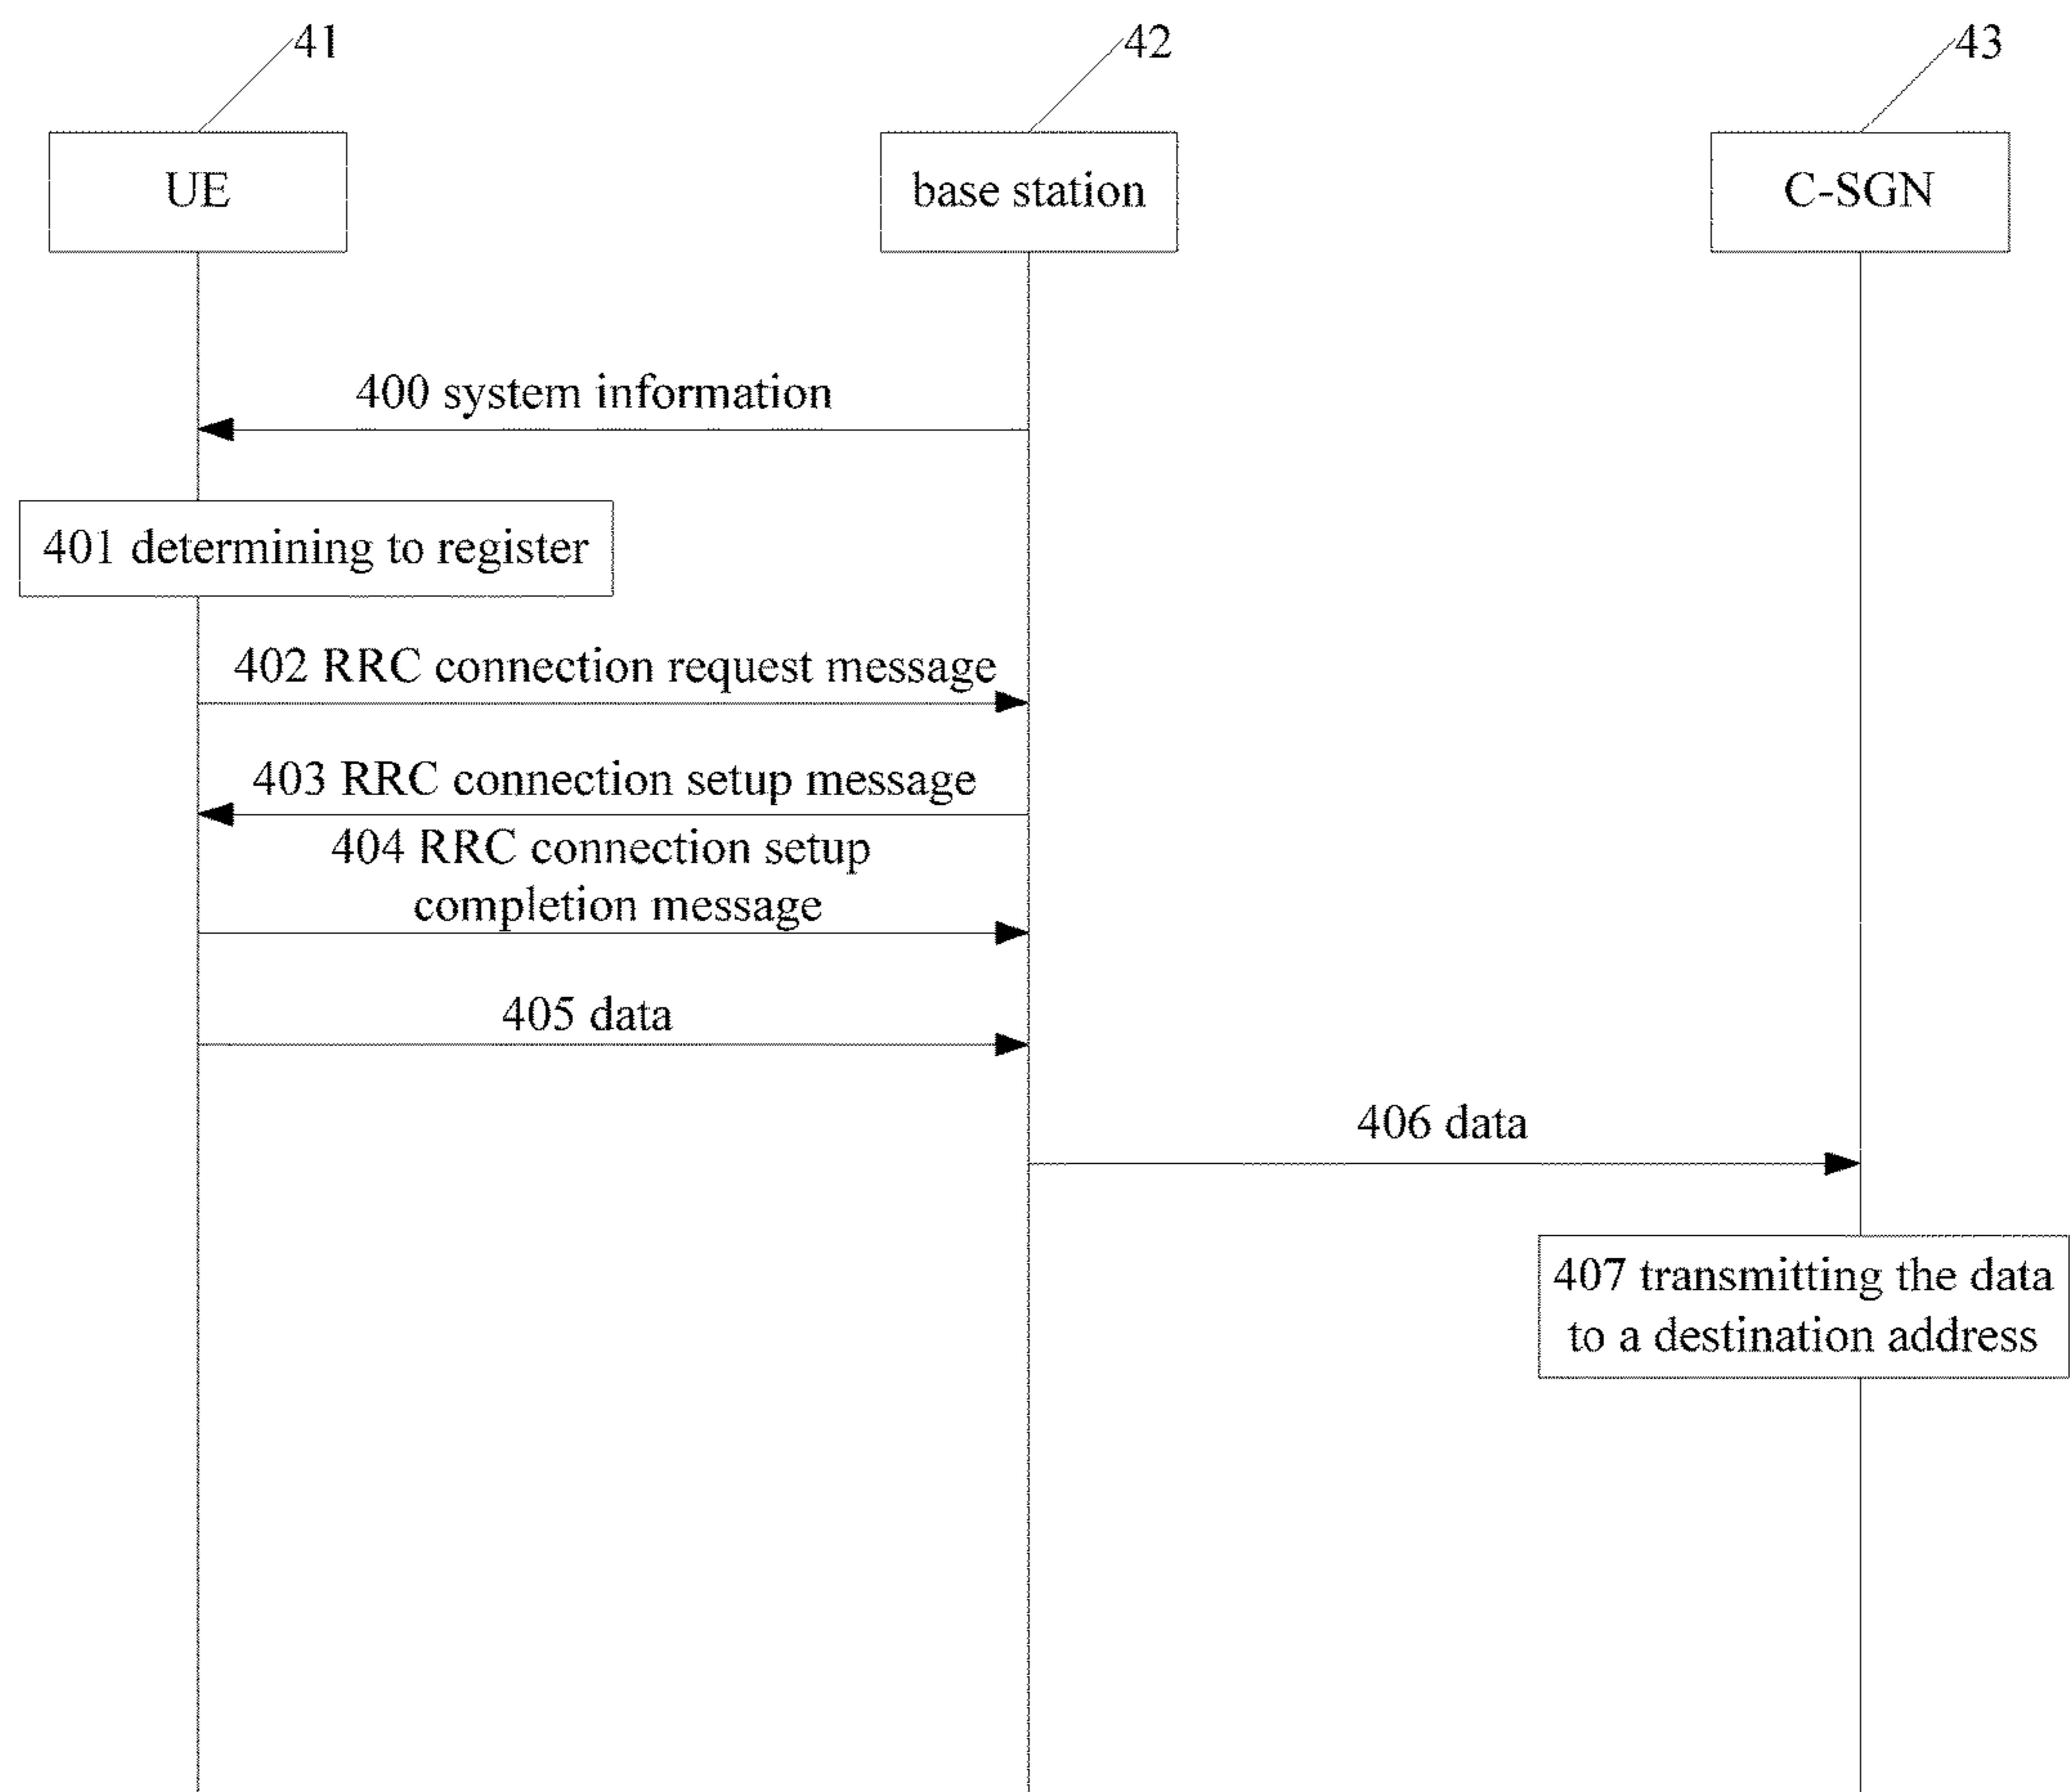 41
42
43
UE
base station
C-SGN
400 system information
401 determining to register
402 RRC connection request message
403 RRC connection setup message
404 RRC connection setup
completion message
405 data
406 data
407 transmitting the data
to a destination address